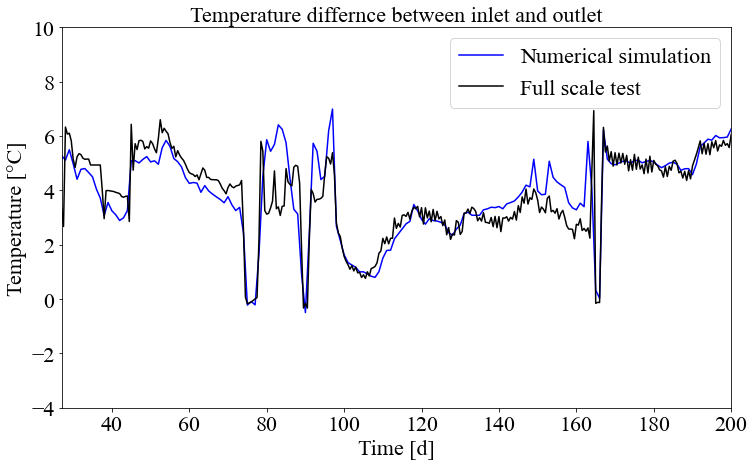 Temperature differnce between inlet and outlet
10
8
6
4
2
0
−2
−4
Temperature [°C]
Numerical simulation
Full scale test
40 60 80 100 120 140 160 180 200
Time [d]